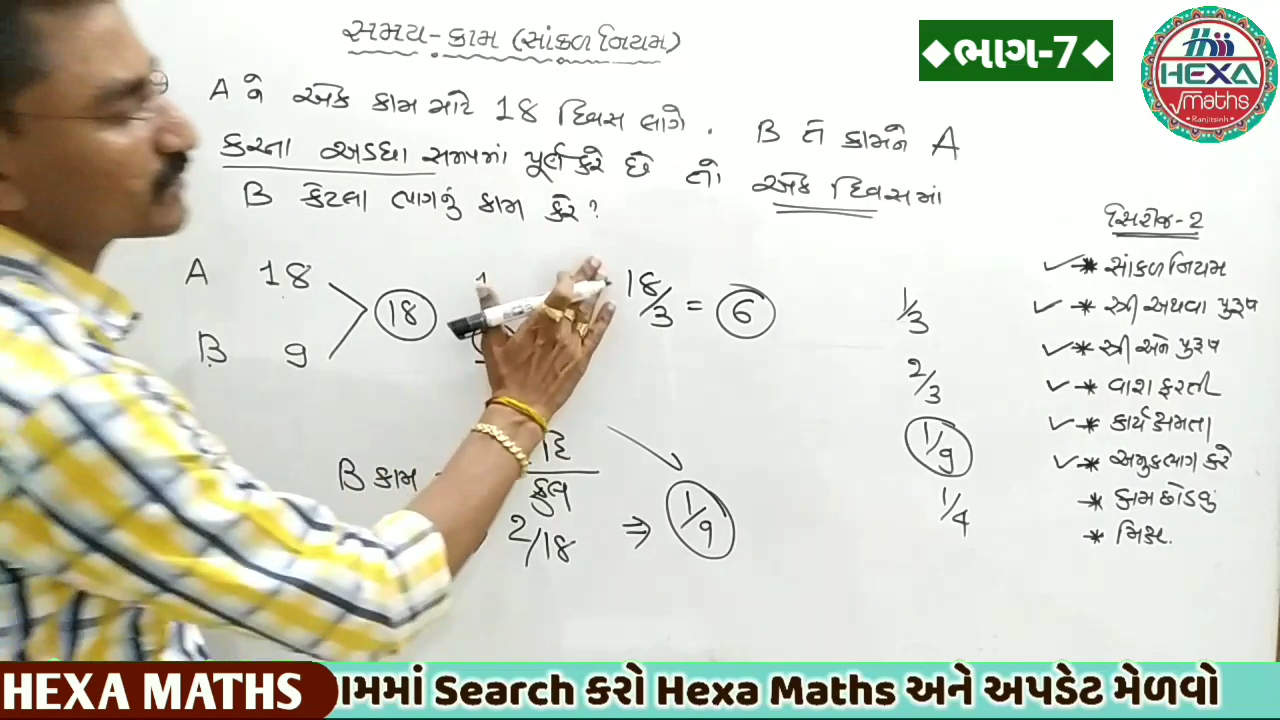 સમય-કામ (સાંકળ નિયમ)
◆ભાગ-7◆
HEXA
√maths
Ranjitsinh
A ને એક કામ માટે 18 દિવસ લાગે. B તે કામને A
કરતા અડધા સમયમાં પૂર્ણ કરે છે તો એક દિવસમાં
B કેટલા ભાગનું કામ કરે?
A 18
18
1
18/3 = 6
B 9
B કામ
દિ
કુલ
2/18 ⇒ 1/9
1/3
2/3
1/9
1/4
સિરીજ-2
✓* સાંકળ નિયમ
✓* સ્ત્રી અથવા પુરૂષ
✓* સ્ત્રી અને પુરૂષ
✓* વારા ફરતી
✓* કાર્યક્ષમતા
✓* અમુક ભાગ કરે
* કામ છોડવું
* મિક્ષ.
HEXA MATHS
ામમાં Search કરો Hexa Maths અને અપડેટ મેળવો